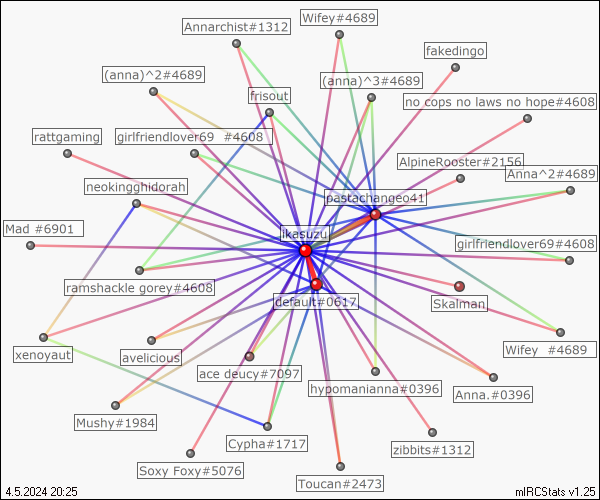 Wifey#4689
Annarchist#1312
fakedingo
(anna)^2#4689
(anna)^3#4689
frisout
no cops no laws no hope#4608
rattgaming
girlfriendlover69 #4608
AlpineRooster#2156
Anna^2#4689
neokingghidorah
pastachangeo41
Mad #6901
ikasuzu
girlfriendlover69#4608
ramshackle gorey#4608
default#0617
Skalman
xenoyaut
avelicious
Wifey #4689
ace deucy#7097
hypomanianna#0396
Anna.#0396
Mushy#1984
Cypha#1717
zibbits#1312
Soxy Foxy#5076
Toucan#2473
4.5.2024 20:25
mIRCStats v1.25